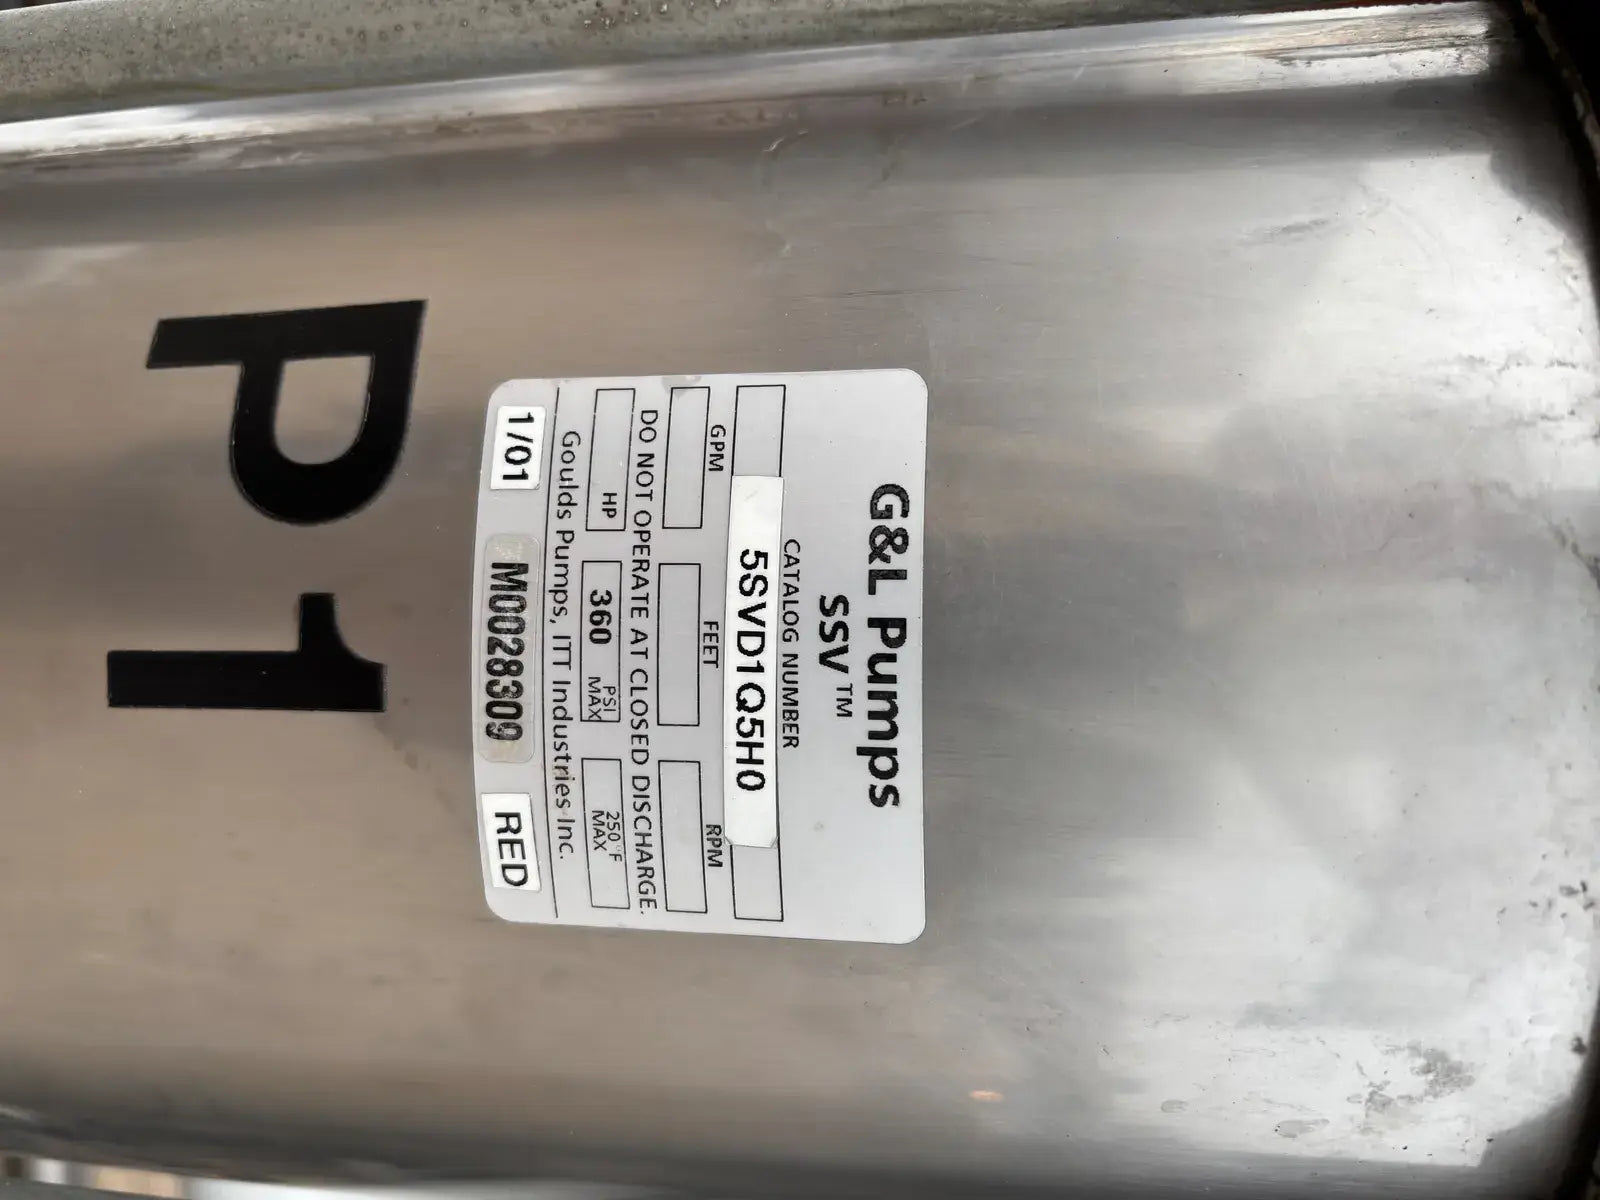 G&L Pumps
SSV™
CATALOG NUMBER
5SVD1Q5H0
GPM FEET RPM
DO NOT OPERATE AT CLOSED DISCHARGE.
HP 360 PSI MAX 250°F MAX
Goulds Pumps, ITT Industries Inc.
1/01 M0028309 RED
P1